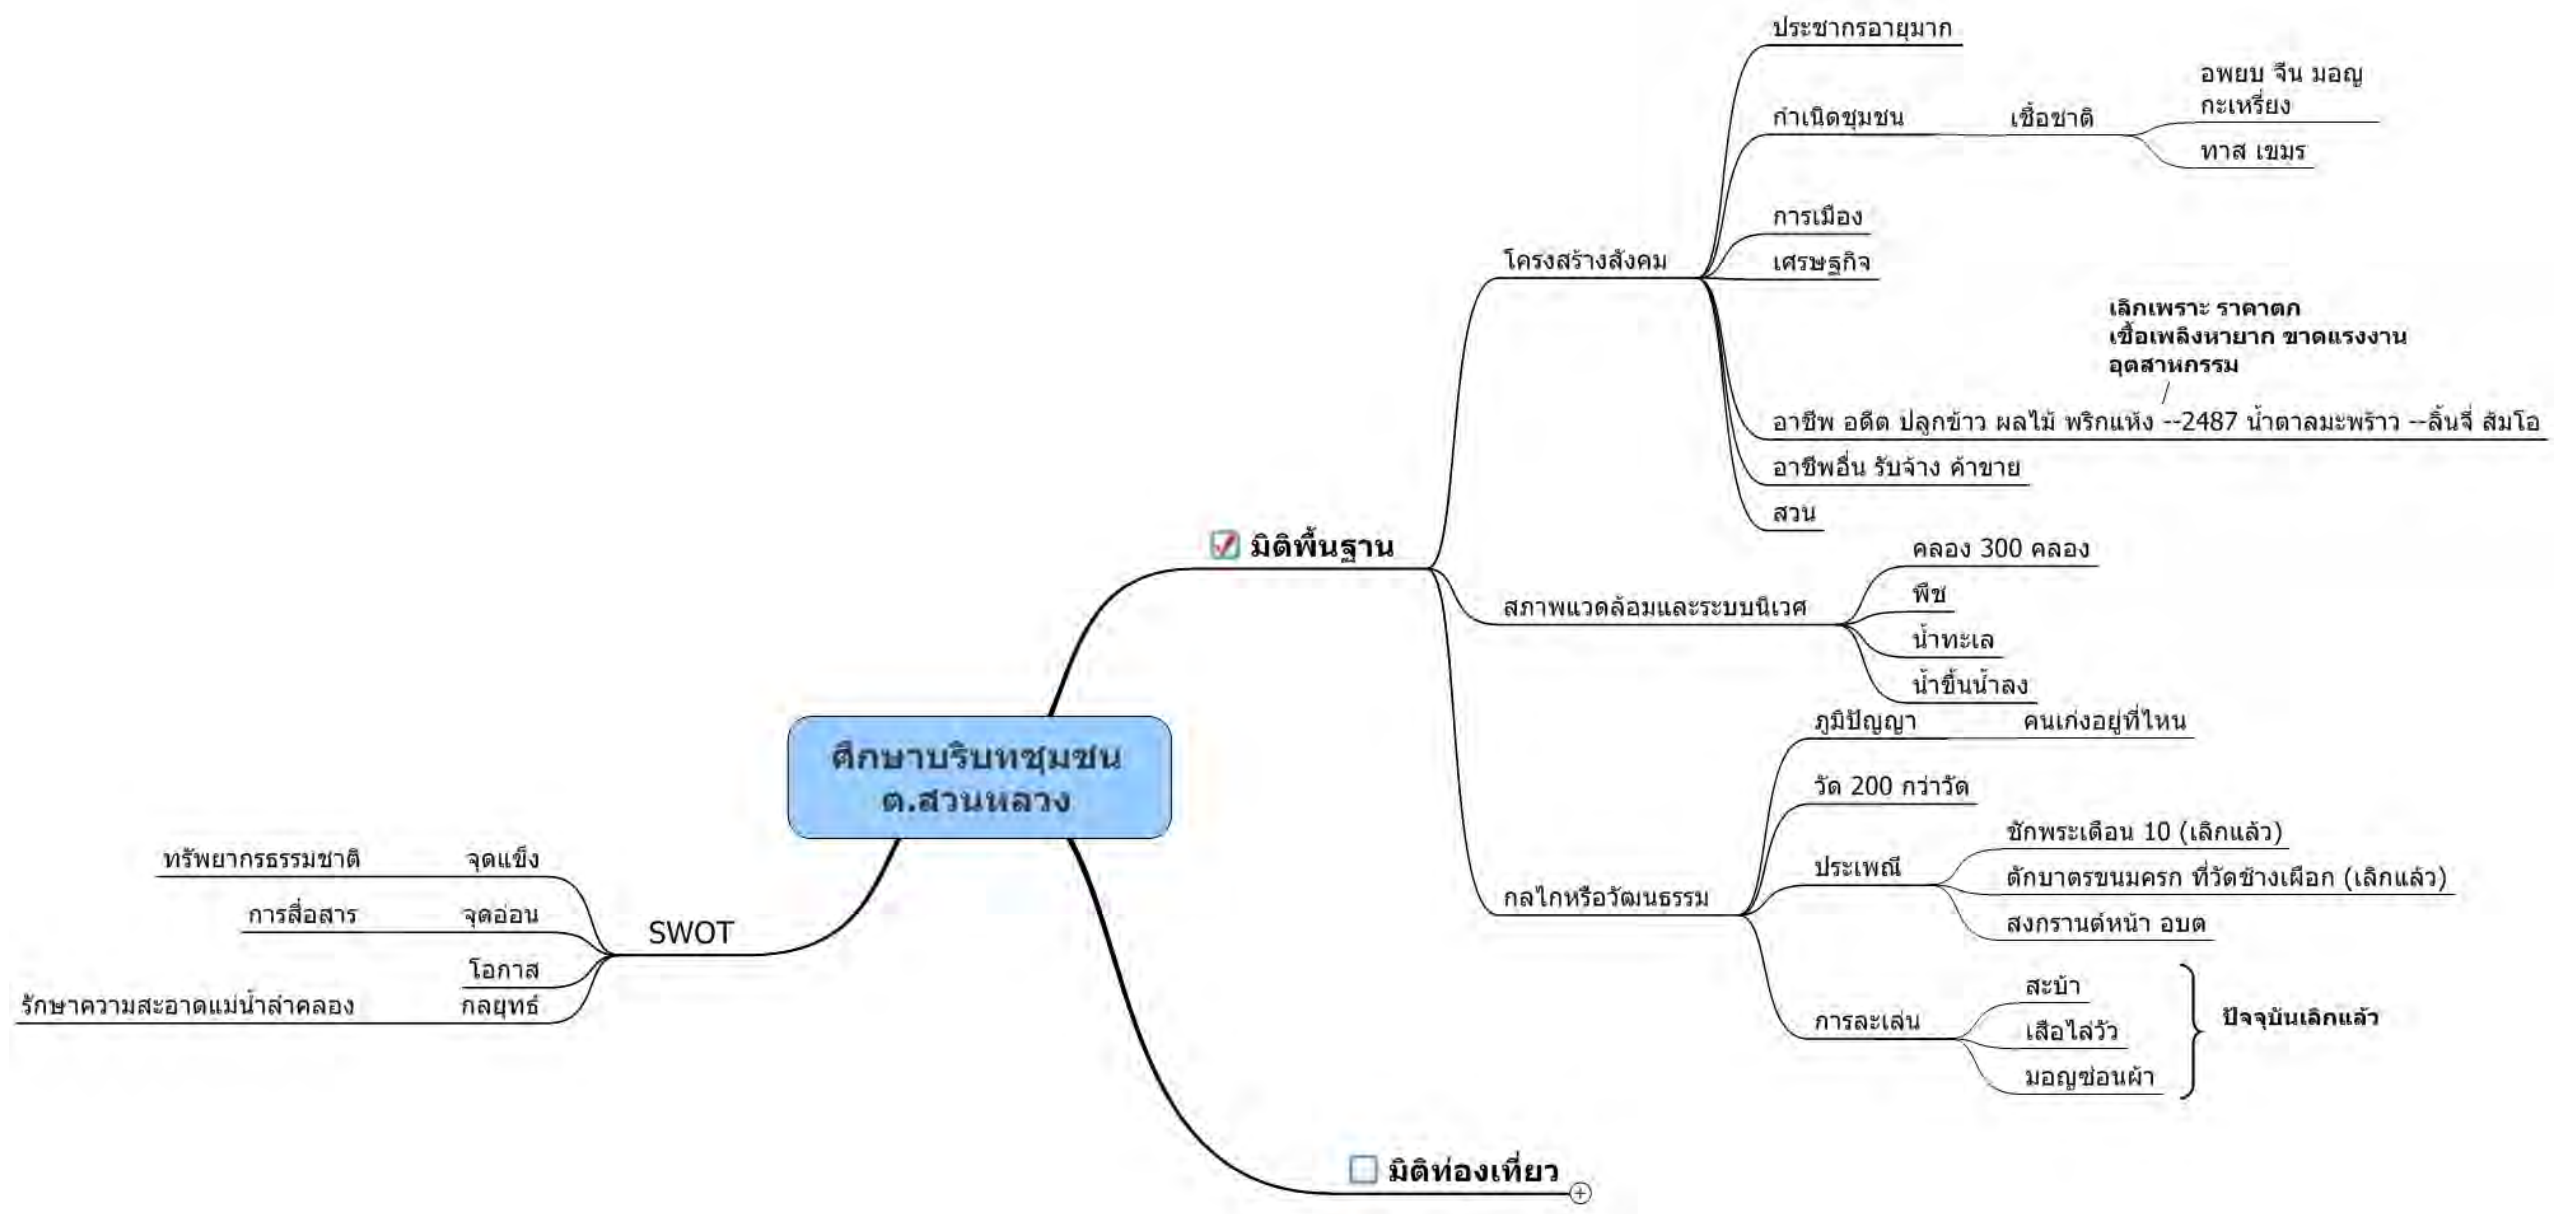 ศึกษาบริบทชุมชน
ต.สวนหลวง
มิติพื้นฐาน
โครงสร้างสังคม
ประชากรอายุมาก
กำเนิดชุมชน
เชื้อชาติ
อพยบ จีน มอญ
กะเหรี่ยง
ทาส เขมร
การเมือง
เศรษฐกิจ
เลิกเพราะ ราคาตก
เชื้อเพลิงหายาก ขาดแรงงาน
อุตสาหกรรม
อาชีพ อดีต ปลูกข้าว ผลไม้ พริกแห้ง --2487 น้ำตาลมะพร้าว --ลิ้นจี่ ส้มโอ
อาชีพอื่น รับจ้าง ค้าขาย
สวน
สภาพแวดล้อมและระบบนิเวศ
คลอง 300 คลอง
พืช
น้ำทะเล
น้ำขึ้นน้ำลง
กลไกหรือวัฒนธรรม
ภูมิปัญญา
คนเก่งอยู่ที่ไหน
วัด 200 กว่าวัด
ประเพณี
ชักพระเดือน 10 (เลิกแล้ว)
ตักบาตรขนมครก ที่วัดช้างเผือก (เลิกแล้ว)
สงกรานต์หน้า อบต
การละเล่น
สะบ้า
เสือไล่วัว
มอญซ่อนผ้า
ปัจจุบันเลิกแล้ว
มิติท่องเที่ยว
SWOT
จุดแข็ง
ทรัพยากรธรรมชาติ
จุดอ่อน
การสื่อสาร
โอกาส
กลยุทธ์
รักษาความสะอาดแม่น้ำลำคลอง